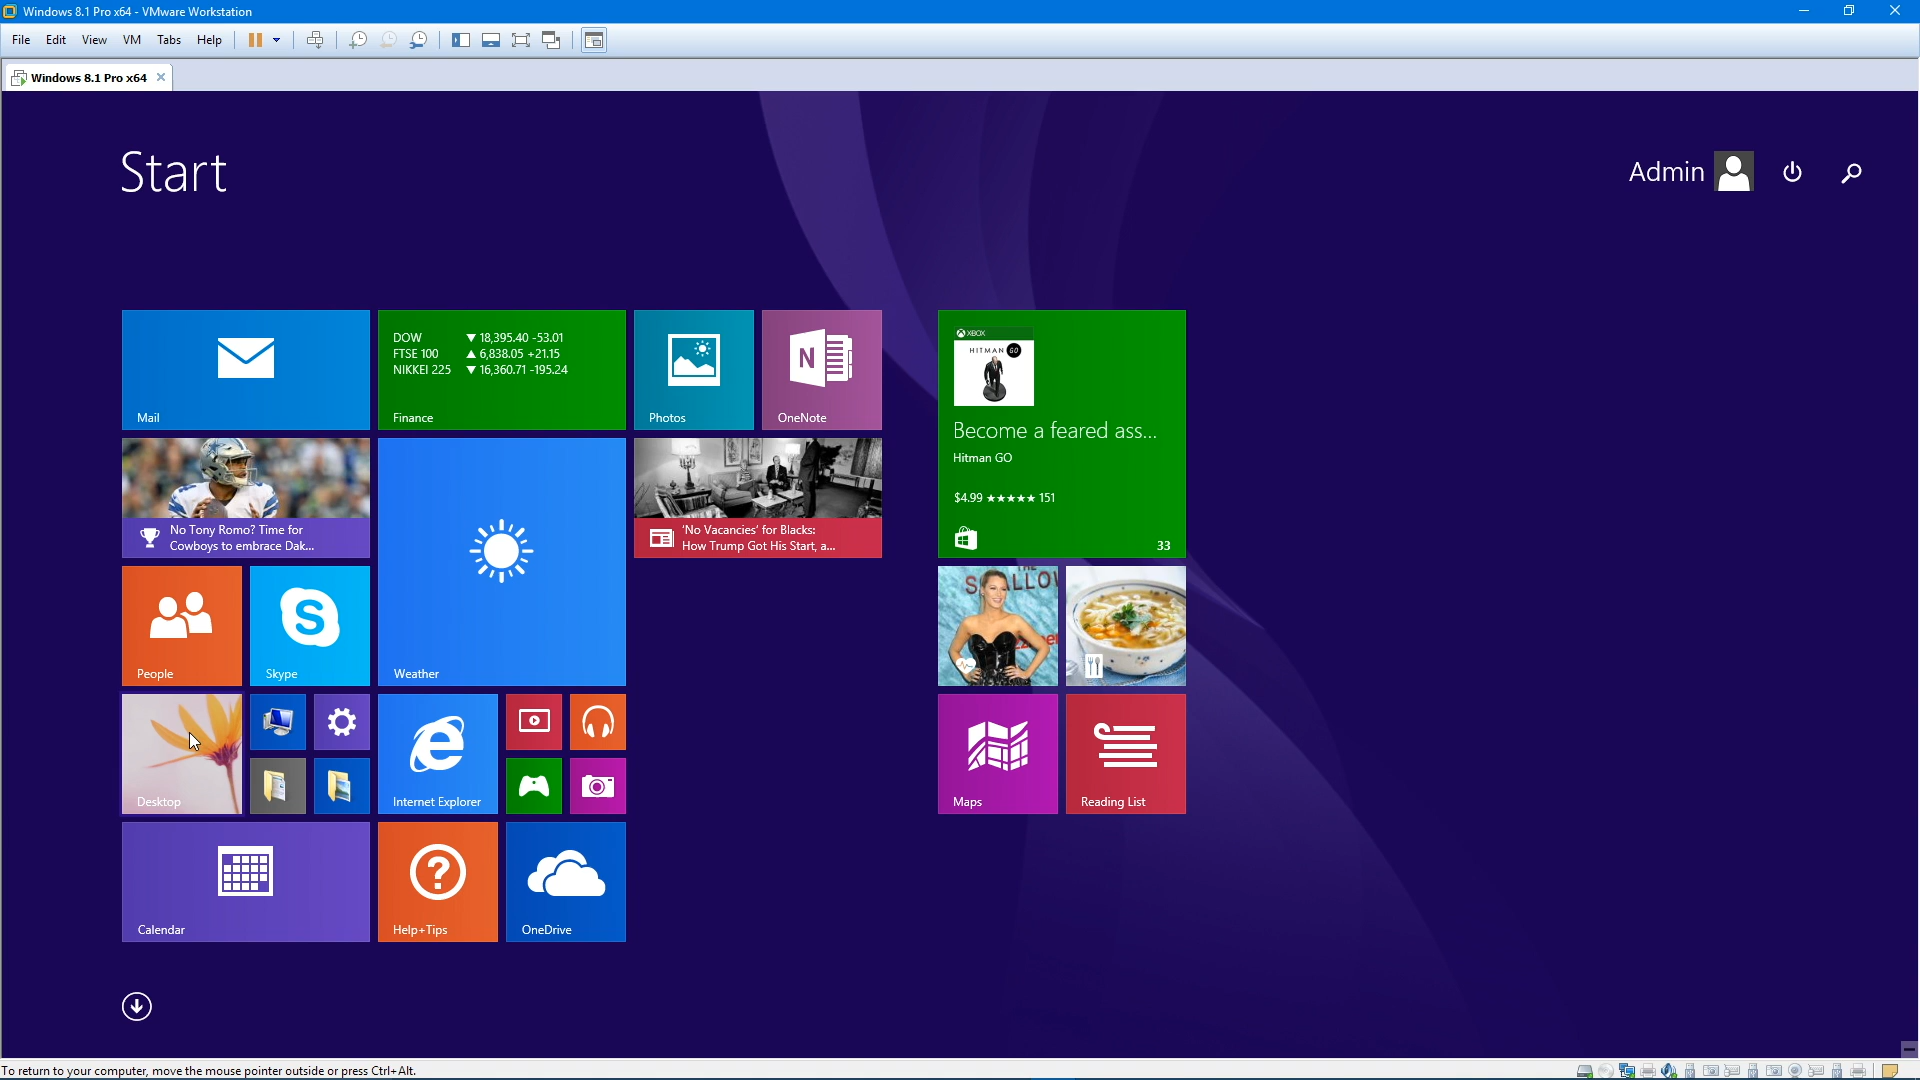 Windows 8.1 Pro x64 - VMware Workstation
File Edit View VM Tabs Help
Windows 8.1 Pro x64
Start
Admin
Mail
DOW ▼ 18,395.40 -53.01
FTSE 100 ▲ 6,838.05 +21.15
NIKKEI 225 ▼ 16,360.71 -195.24
Finance
Photos
N
OneNote
XBOX
HITMAN GO
Become a feared ass...
Hitman GO
$4.99 ★★★★★ 151
33
No Tony Romo? Time for
Cowboys to embrace Dak...
Weather
'No Vacancies' for Blacks:
How Trump Got His Start, a...
People
S
Skype
THE
Desktop
Internet Explorer
Maps
Reading List
Calendar
?
Help+Tips
OneDrive
To return to your computer, move the mouse pointer outside or press Ctrl+Alt.